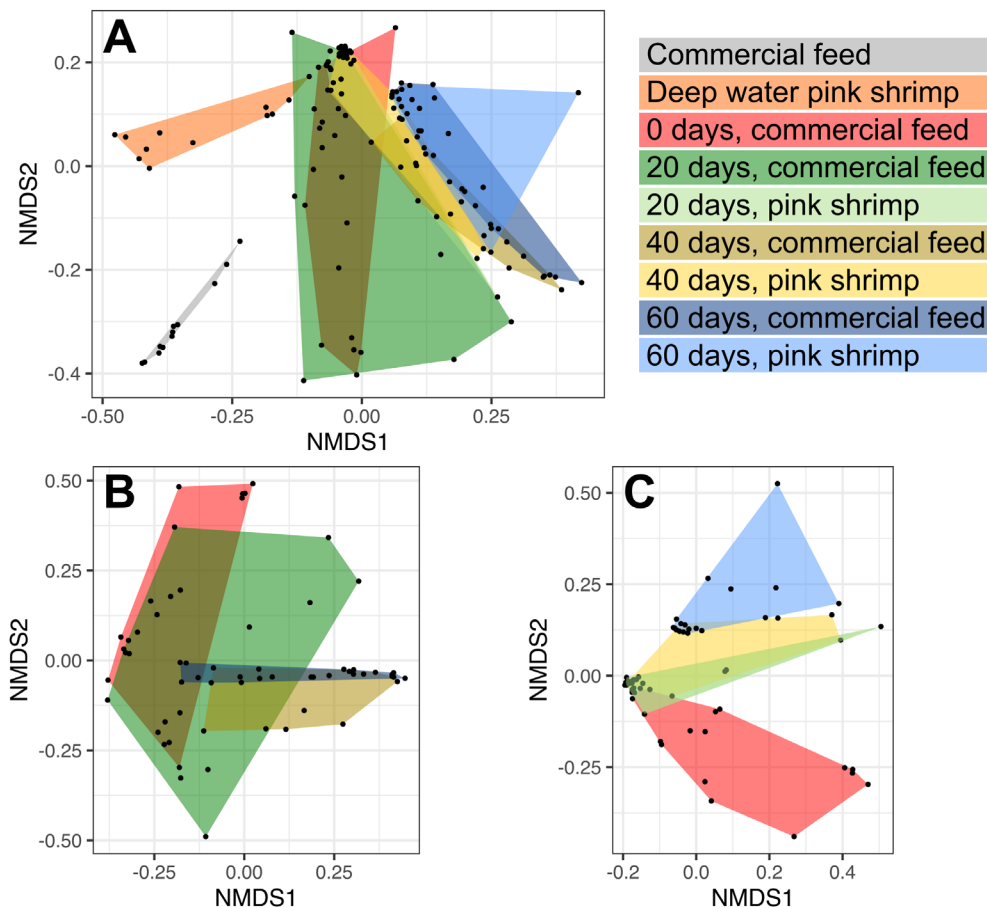 A
0.2
0.0
-0.2
-0.4
NMDS2
-0.50
-0.25
0.00
0.25
NMDS1
Commercial feed
Deep water pink shrimp
0 days, commercial feed
20 days, commercial feed
20 days, pink shrimp
40 days, commercial feed
40 days, pink shrimp
60 days, commercial feed
60 days, pink shrimp
B
0.50
0.25
0.00
-0.25
-0.50
NMDS2
-0.25
0.00
0.25
NMDS1
C
0.50
0.25
0.00
-0.25
NMDS2
-0.2
0.0
0.2
0.4
NMDS1